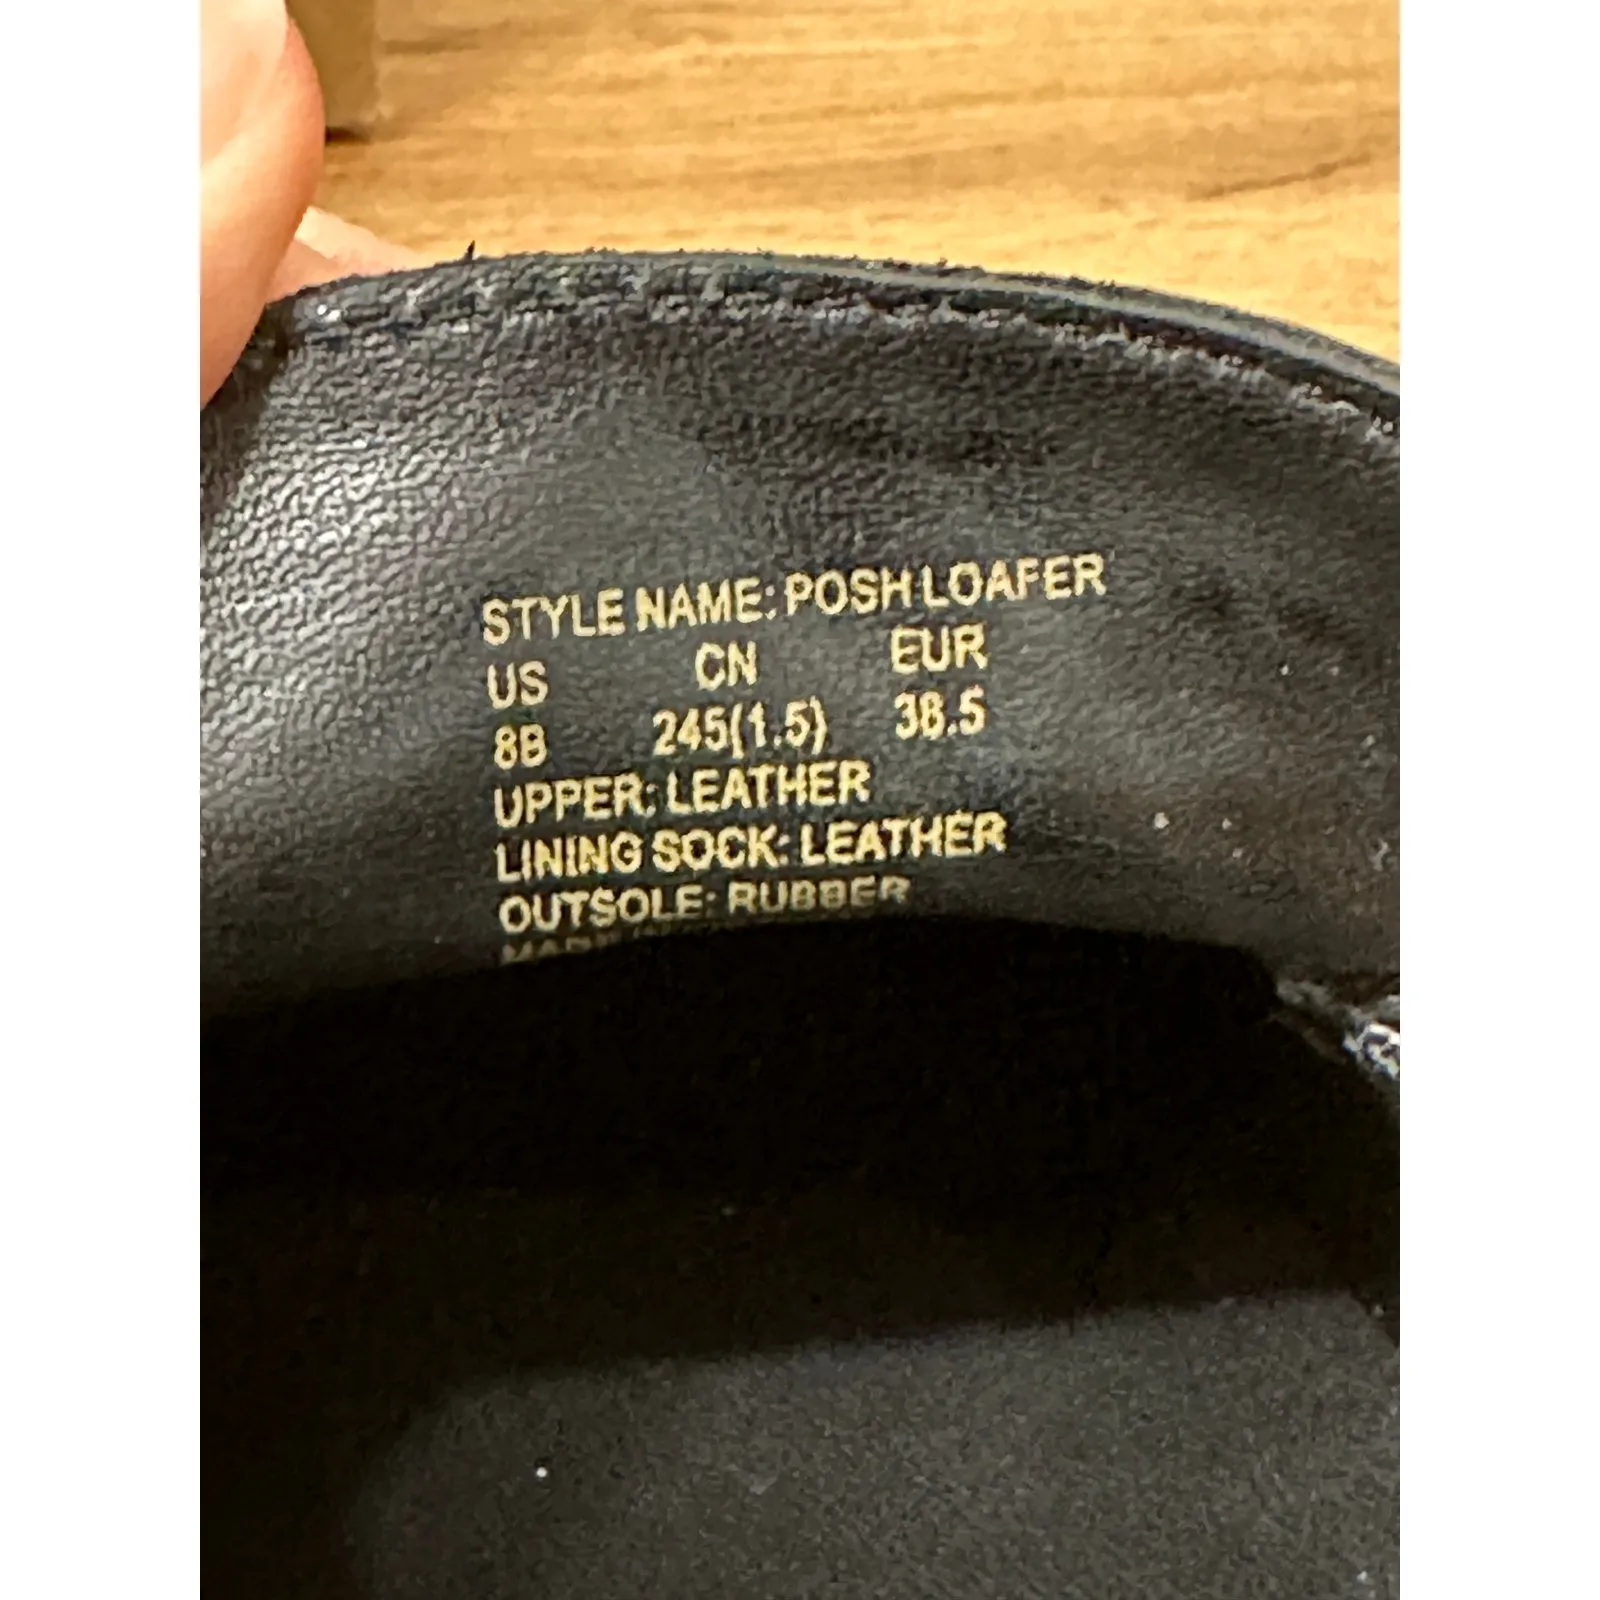 STYLE NAME: POSH LOAFER
US CN EUR
8B 245(1.5) 38.5
UPPER: LEATHER
LINING SOCK: LEATHER
OUTSOLE: RUBBER